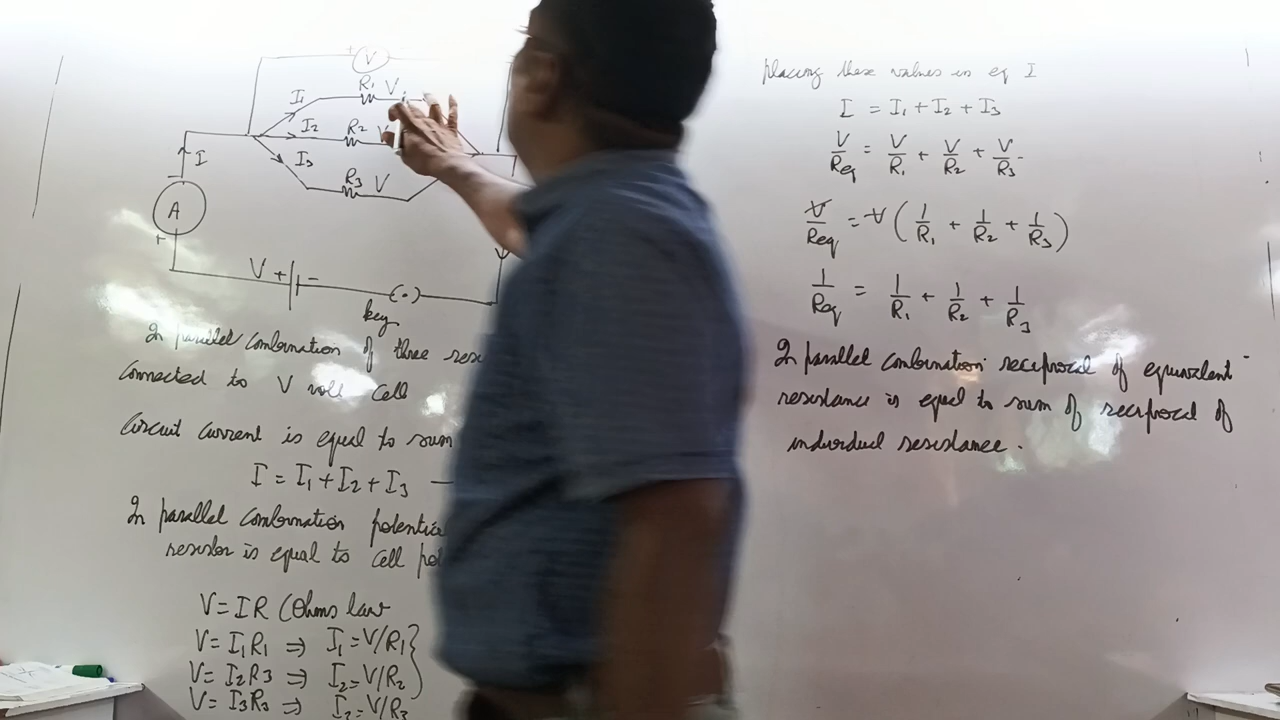 + V
I1 R1 V
I2 R2 V
I3 R3 V
I
A
+
V + -
key
In parallel combination of three
connected to V volt cell
Circuit current is equal to sum
I = I1 + I2 + I3 —
In parallel combination
resistor is equal to cell
V = IR (Ohms law
V = I1R1 ⇒ I1 = V/R1
V = I2R3 ⇒ I2 = V/R2
V = I3R3 ⇒ I2 = V/R3
placing these values in eq I
I = I1 + I2 + I3
V/Req = V/R1 + V/R2 + V/R3
V/Req = V (1/R1 + 1/R2 + 1/R3)
1/Req = 1/R1 + 1/R2 + 1/R3
In parallel combination reciprocal of equivalent
resistance is equal to sum of reciprocal of
individual resistance.